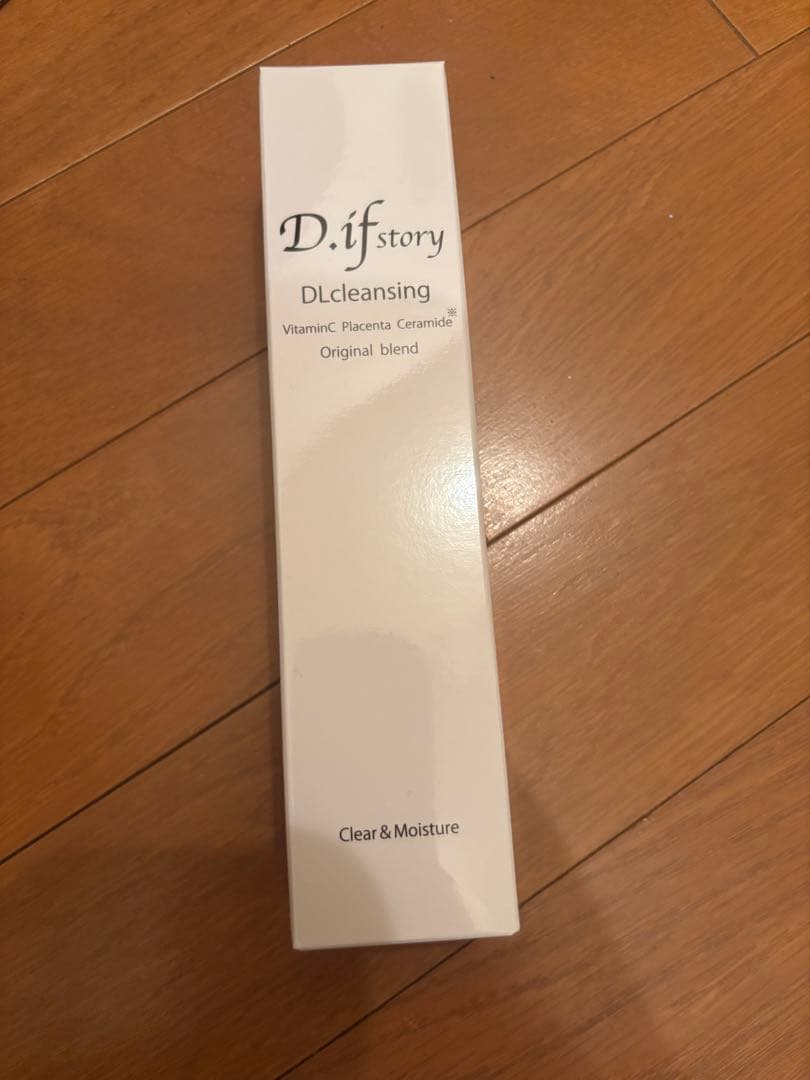 D.if story
DLcleansing
VitaminC Placenta Ceramide※
Original blend
Clear & Moisture